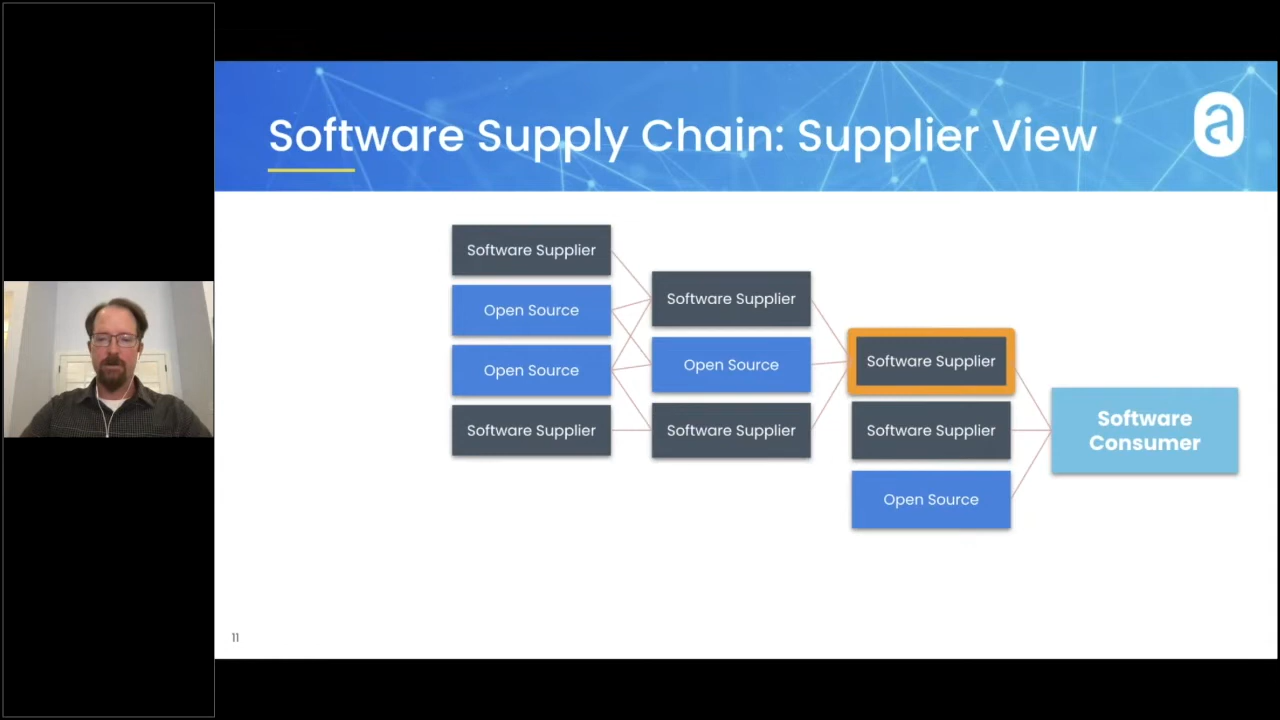 Software Supply Chain: Supplier View
Software Supplier
Open Source
Open Source
Software Supplier
Software Supplier
Open Source
Software Supplier
Software Supplier
Software Supplier
Open Source
Software
Consumer
11